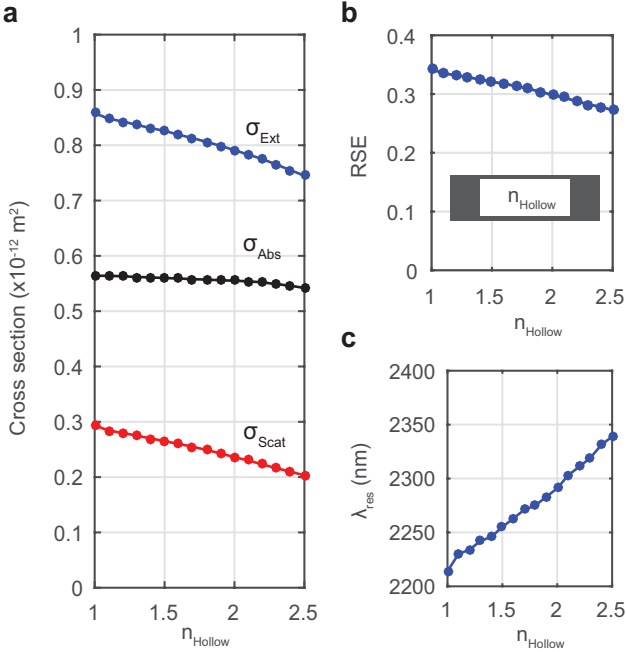 a
1
0.9
0.8
0.7
0.6
0.5
0.4
0.3
0.2
0.1
0
Cross section (x10⁻¹² m²)
σExt
σAbs
σScat
1 1.5 2 2.5
nHollow
b
0.4
0.3
0.2
0.1
0
RSE
nHollow
1 1.5 2 2.5
nHollow
c
2400
2350
2300
2250
2200
λres (nm)
1 1.5 2 2.5
nHollow